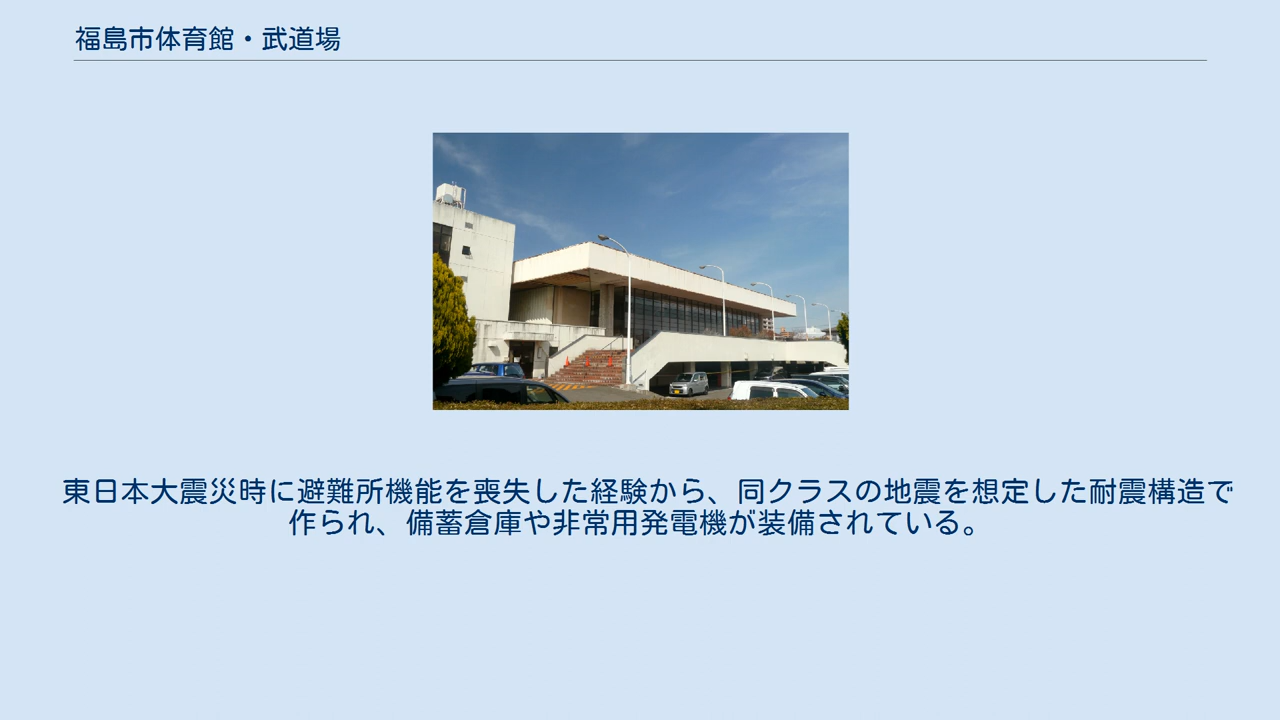 福島市体育館・武道場
東日本大震災時に避難所機能を喪失した経験から、同クラスの地震を想定した耐震構造で
作られ、備蓄倉庫や非常用発電機が装備されている。